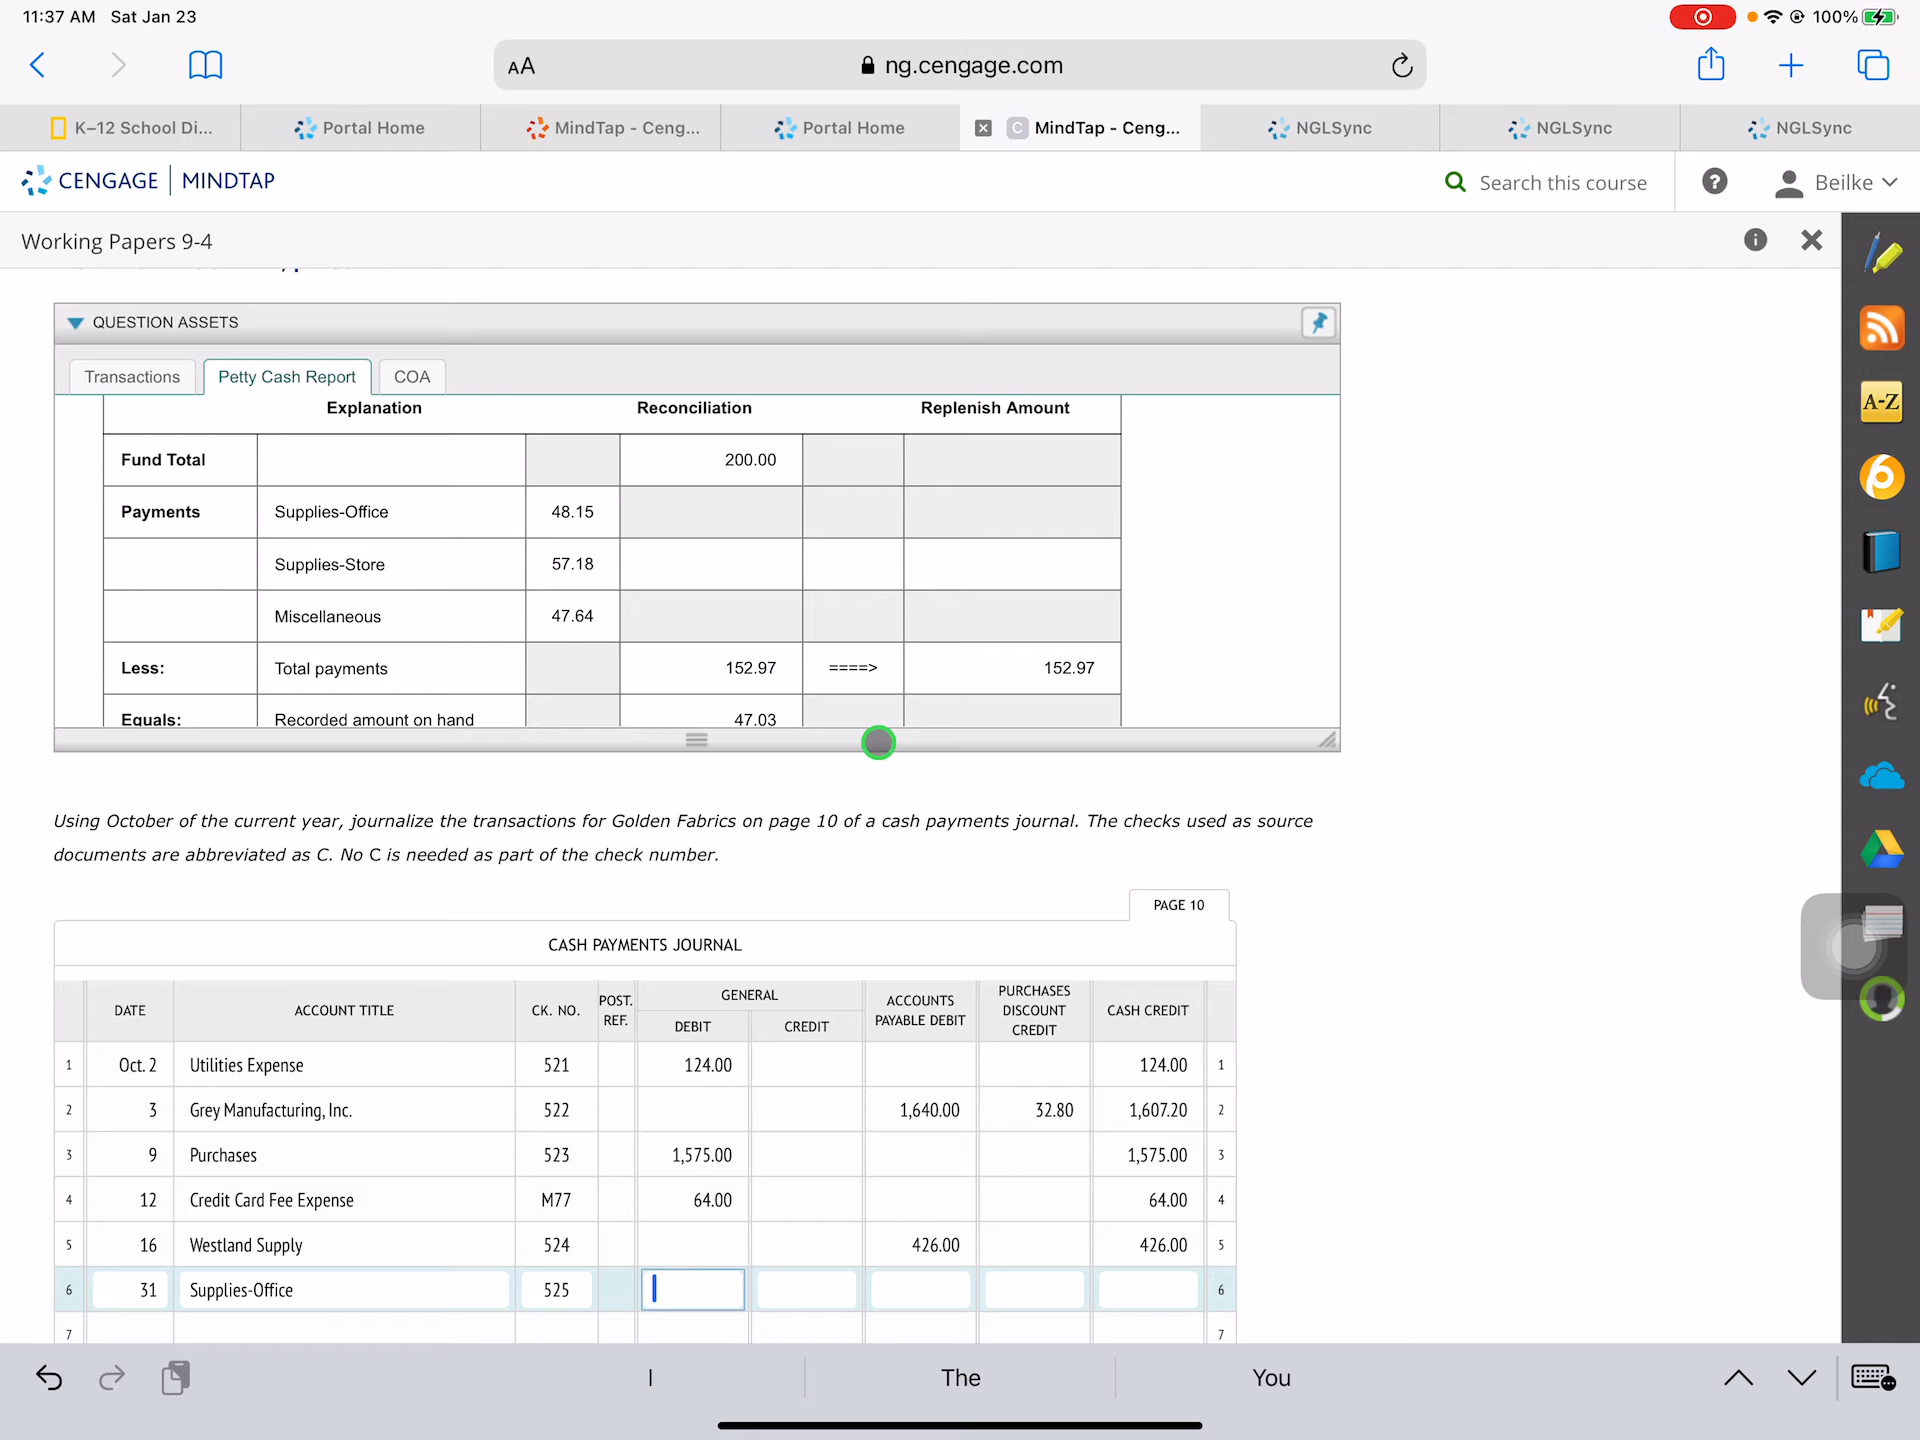 11:37 AM Sat Jan 23
100%
AA
ng.cengage.com
K–12 School Di...
Portal Home
MindTap - Ceng...
Portal Home
C MindTap - Ceng...
NGLSync
NGLSync
NGLSync
CENGAGE | MINDTAP
Search this course
?
Beilke
Working Papers 9-4
i
QUESTION ASSETS
Transactions
Petty Cash Report
COA
Explanation Reconciliation Replenish Amount
Fund Total 200.00
Payments Supplies-Office 48.15
Supplies-Store 57.18
Miscellaneous 47.64
Less: Total payments 152.97 ====> 152.97
Equals: Recorded amount on hand 47.03
A-Z
Using October of the current year, journalize the transactions for Golden Fabrics on page 10 of a cash payments journal. The checks used as source
documents are abbreviated as C. No C is needed as part of the check number.
PAGE 10
CASH PAYMENTS JOURNAL
DATE ACCOUNT TITLE CK. NO. POST. REF. GENERAL DEBIT CREDIT ACCOUNTS PAYABLE DEBIT PURCHASES DISCOUNT CREDIT CASH CREDIT
1 Oct. 2 Utilities Expense 521 124.00 124.00 1
2 3 Grey Manufacturing, Inc. 522 1,640.00 32.80 1,607.20 2
3 9 Purchases 523 1,575.00 1,575.00 3
4 12 Credit Card Fee Expense M77 64.00 64.00 4
5 16 Westland Supply 524 426.00 426.00 5
6 31 Supplies-Office 525 6
7 7
I The You